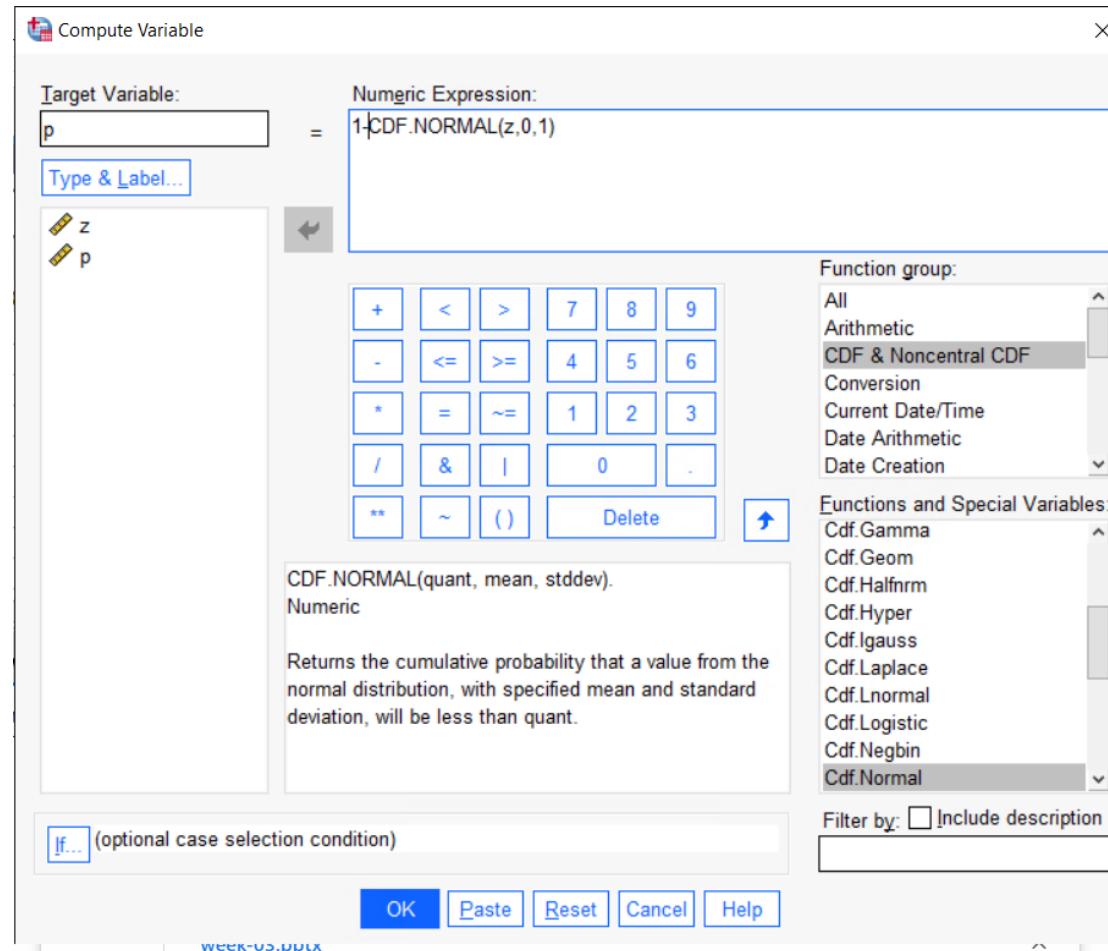 Compute Variable
Target Variable:
Numeric Expression:
p
=
1-CDF.NORMAL(z,0,1)
Type & Label...
z
p
+ < > 7 8 9
- <= >= 4 5 6
* = ~= 1 2 3
/ & | 0 .
** ~ ( ) Delete
Function group:
All
Arithmetic
CDF & Noncentral CDF
Conversion
Current Date/Time
Date Arithmetic
Date Creation
Functions and Special Variables:
Cdf.Gamma
Cdf.Geom
Cdf.Halfnrm
Cdf.Hyper
Cdf.Igauss
Cdf.Laplace
Cdf.Lnormal
Cdf.Logistic
Cdf.Negbin
Cdf.Normal
CDF.NORMAL(quant, mean, stddev).
Numeric
Returns the cumulative probability that a value from the
normal distribution, with specified mean and standard
deviation, will be less than quant.
If... (optional case selection condition)
Filter by: Include description
OK Paste Reset Cancel Help
week-03.pptx